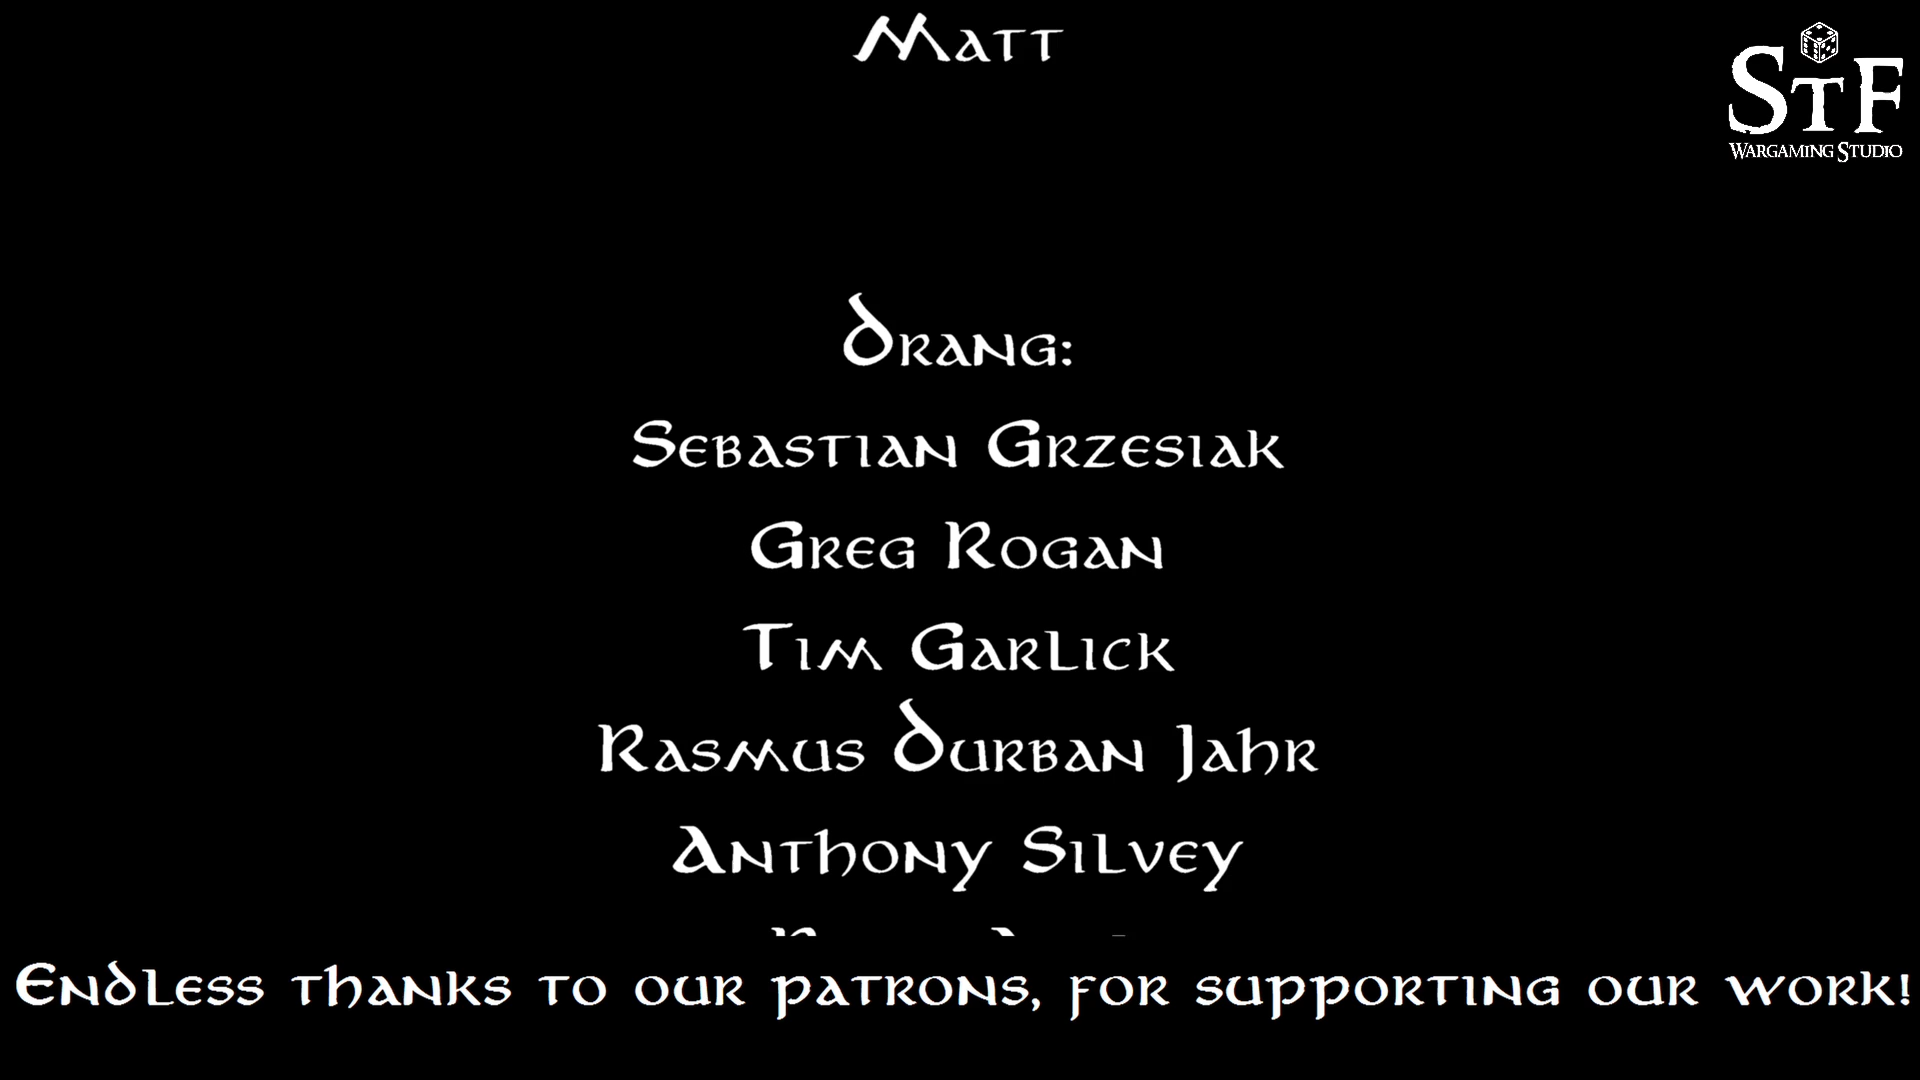 Matt
StF
Wargaming Studio
Drang:
Sebastian Grzesiak
Greg Rogan
Tim Garlick
Rasmus Durban Jahr
Anthony Silvey
Endless thanks to our patrons, for supporting our work!